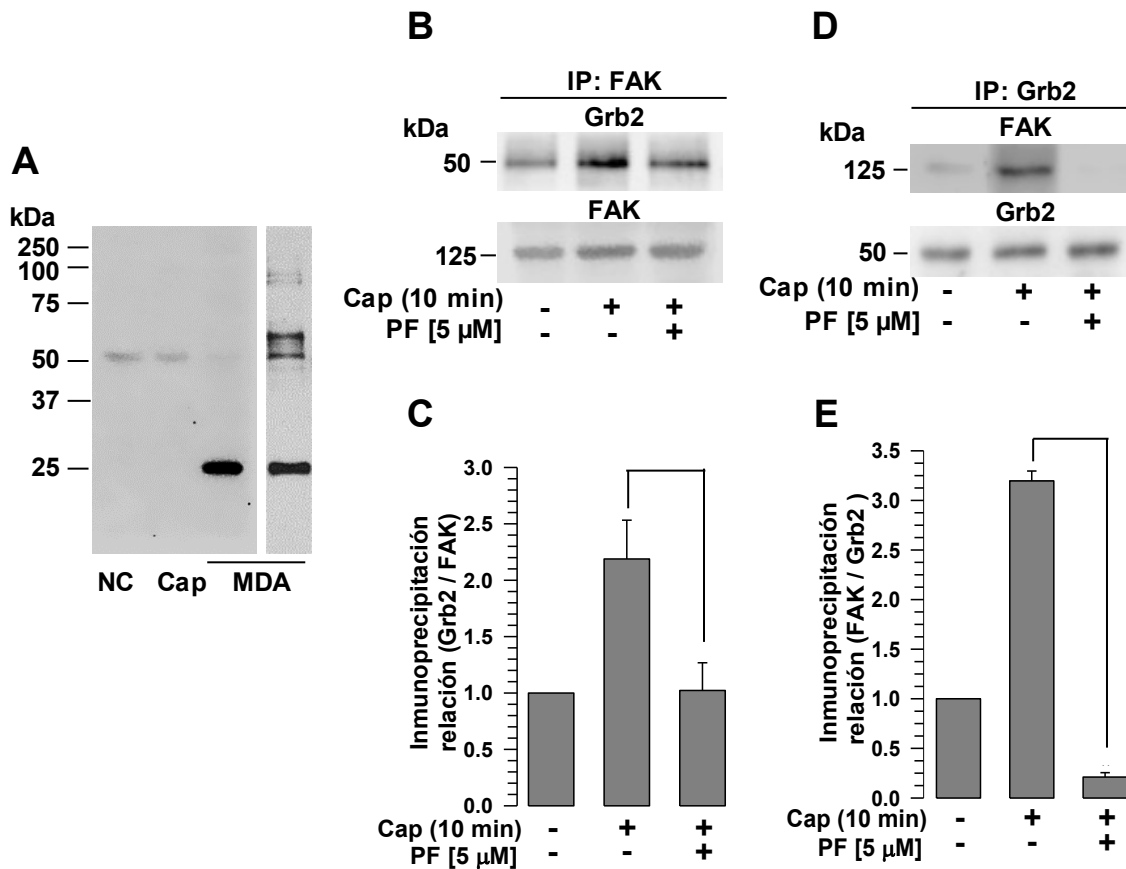 A
kDa
250
100
75
50
37
25
NC Cap MDA
B
IP: FAK
Grb2
kDa
50
FAK
125
Cap (10 min) - + +
PF [5 µM] - - +
C
Inmunoprecipitación
relación (Grb2 / FAK)
3.0
2.5
2.0
1.5
1.0
0.5
0.0
Cap (10 min) - + +
PF [5 µM] - - +
D
IP: Grb2
FAK
kDa
125
Grb2
50
Cap (10 min) - + +
PF [5 µM] - - +
E
Inmunoprecipitación
relación (FAK / Grb2)
3.5
3.0
2.5
2.0
1.5
1.0
0.5
0.0
Cap (10 min) - + +
PF [5 µM] - - +